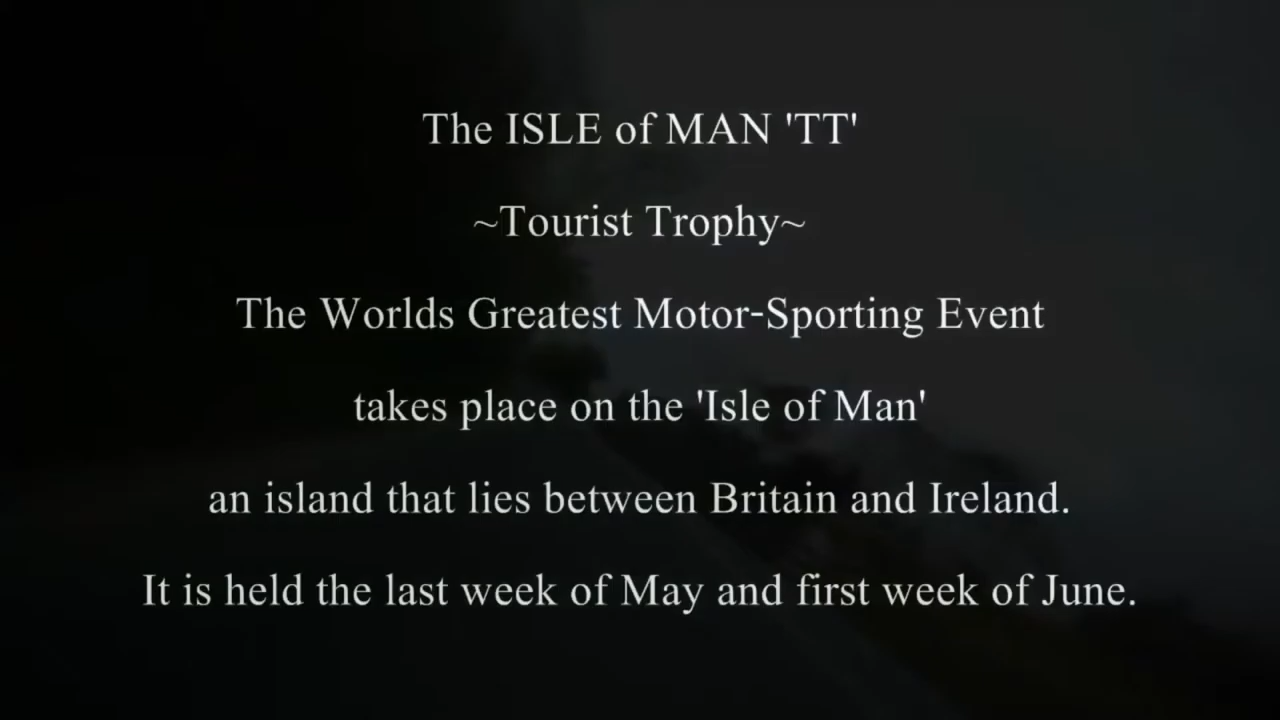 The ISLE of MAN 'TT'
~Tourist Trophy~
The Worlds Greatest Motor-Sporting Event
takes place on the 'Isle of Man'
an island that lies between Britain and Ireland.
It is held the last week of May and first week of June.